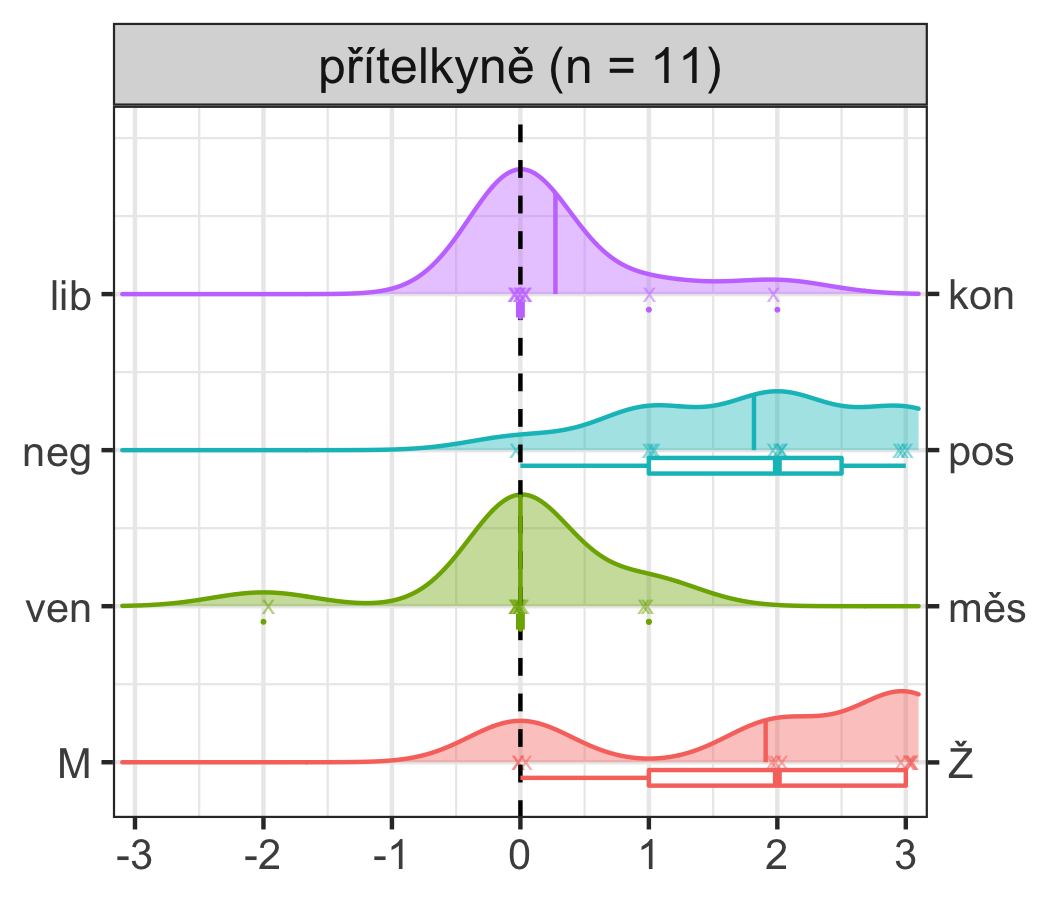 přítelkyně (n = 11)
lib kon
neg pos
ven měs
M Ž
-3 -2 -1 0 1 2 3